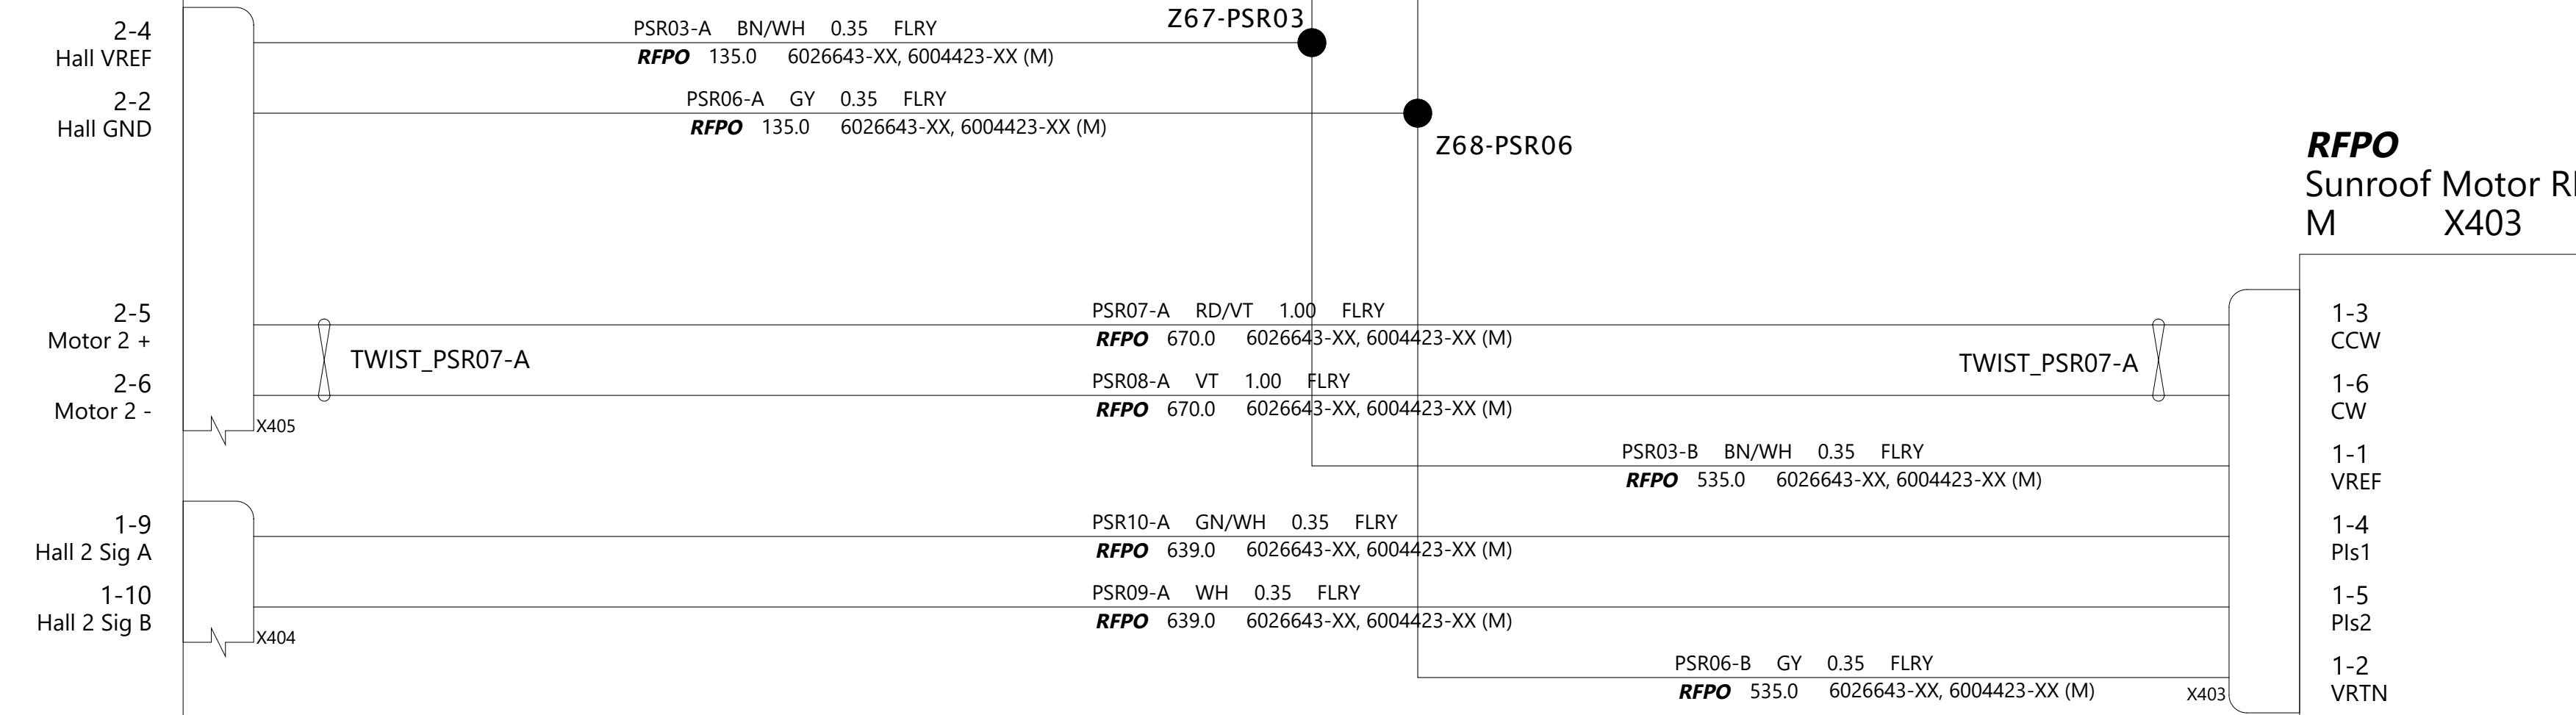 2-4
Hall VREF
PSR03-A BN/WH 0.35 FLRY
RFPO 135.0 6026643-XX, 6004423-XX (M)
Z67-PSR03
2-2
Hall GND
PSR06-A GY 0.35 FLRY
RFPO 135.0 6026643-XX, 6004423-XX (M)
Z68-PSR06
RFPO
Sunroof Motor
M X403
2-5
Motor 2 +
PSR07-A RD/VT 1.00 FLRY
RFPO 670.0 6026643-XX, 6004423-XX (M)
1-3
CCW
TWIST_PSR07-A
TWIST_PSR07-A
2-6
Motor 2 -
PSR08-A VT 1.00 FLRY
RFPO 670.0 6026643-XX, 6004423-XX (M)
1-6
CW
X405
PSR03-B BN/WH 0.35 FLRY
RFPO 535.0 6026643-XX, 6004423-XX (M)
1-1
VREF
1-9
Hall 2 Sig A
PSR10-A GN/WH 0.35 FLRY
RFPO 639.0 6026643-XX, 6004423-XX (M)
1-4
Pls1
1-10
Hall 2 Sig B
PSR09-A WH 0.35 FLRY
RFPO 639.0 6026643-XX, 6004423-XX (M)
1-5
Pls2
X404
PSR06-B GY 0.35 FLRY
RFPO 535.0 6026643-XX, 6004423-XX (M)
X403
1-2
VRTN